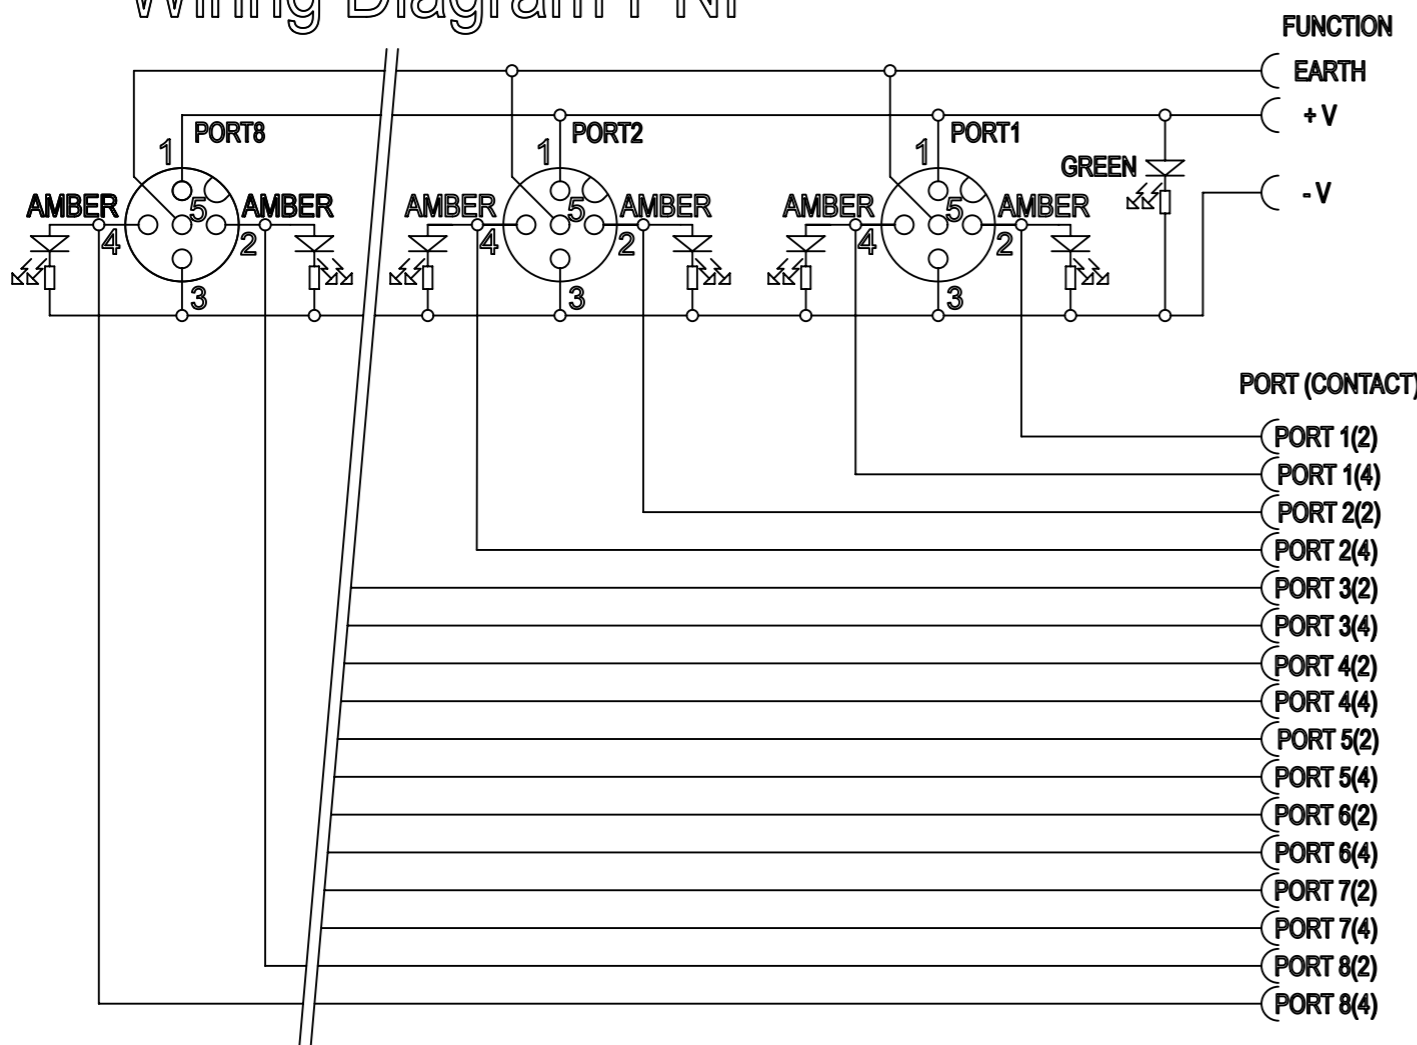 Wiring Diagram PNP
FUNCTION
EARTH
+ V
- V
PORT8
PORT2
PORT1
1
1
1
GREEN
AMBER
5
AMBER
AMBER
5
AMBER
AMBER
5
AMBER
4
2
4
2
4
2
3
3
3
PORT (CONTACT)
PORT 1(2)
PORT 1(4)
PORT 2(2)
PORT 2(4)
PORT 3(2)
PORT 3(4)
PORT 4(2)
PORT 4(4)
PORT 5(2)
PORT 5(4)
PORT 6(2)
PORT 6(4)
PORT 7(2)
PORT 7(4)
PORT 8(2)
PORT 8(4)